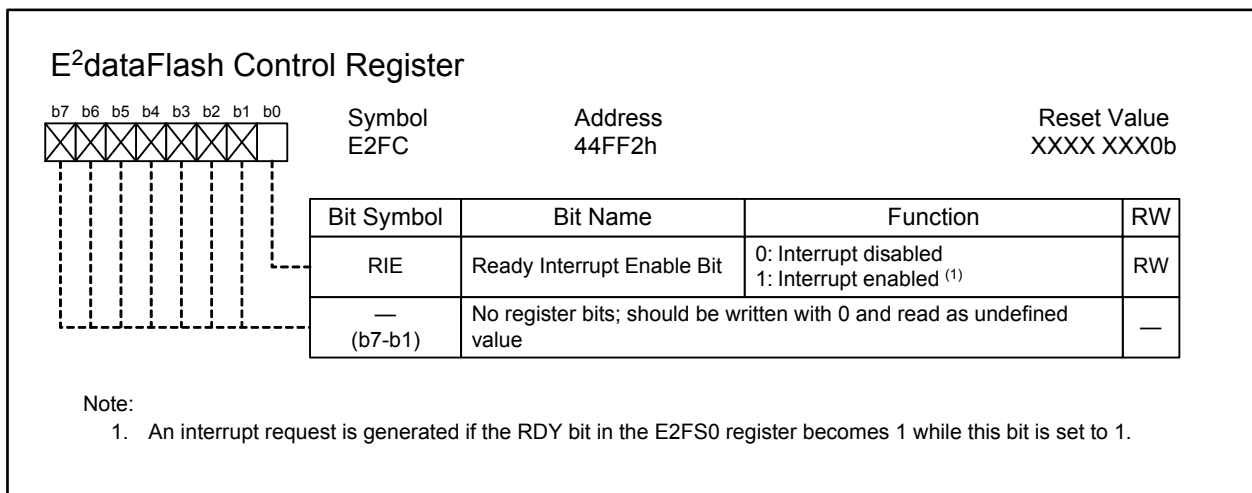 E²dataFlash Control Register
b7 b6 b5 b4 b3 b2 b1 b0
Symbol Address Reset Value
E2FC 44FF2h XXXX XXX0b
Bit Symbol Bit Name Function RW
RIE Ready Interrupt Enable Bit 0: Interrupt disabled
1: Interrupt enabled (1) RW
— (b7-b1) No register bits; should be written with 0 and read as undefined
value —
Note:
1. An interrupt request is generated if the RDY bit in the E2FS0 register becomes 1 while this bit is set to 1.